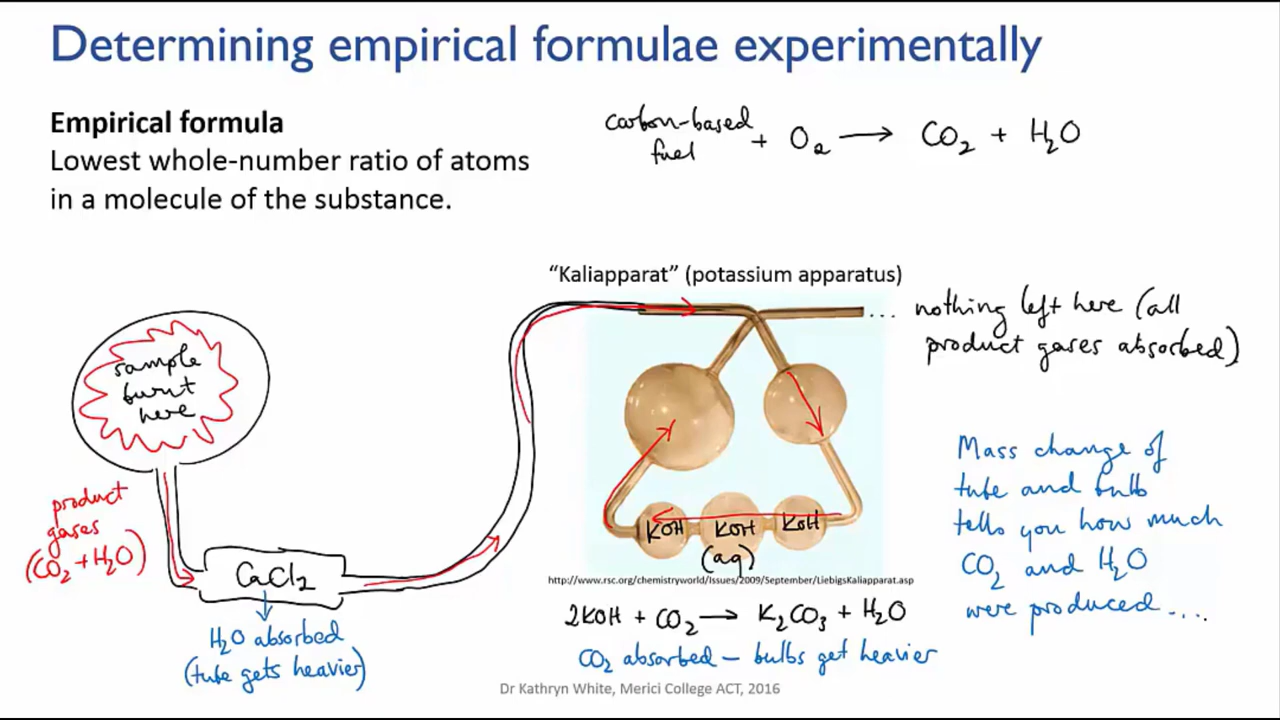 Determining empirical formulae experimentally
Empirical formula
Lowest whole-number ratio of atoms
in a molecule of the substance.
carbon-based
fuel + O₂ ⟶ CO₂ + H₂O
"Kaliapparat" (potassium apparatus)
... nothing left here (all
product gases absorbed)
sample
burnt
here
product
gases
(CO₂ + H₂O)
CaCl₂
H₂O absorbed
(tube gets heavier)
KOH KOH KOH
(aq)
http://www.rsc.org/chemistryworld/Issues/2009/September/LiebigsKaliapparat.asp
2KOH + CO₂ ⟶ K₂CO₃ + H₂O
CO₂ absorbed – bulbs get heavier
Mass change of
tube and bulb
tells you how much
CO₂ and H₂O
were produced....
Dr Kathryn White, Merici College ACT, 2016